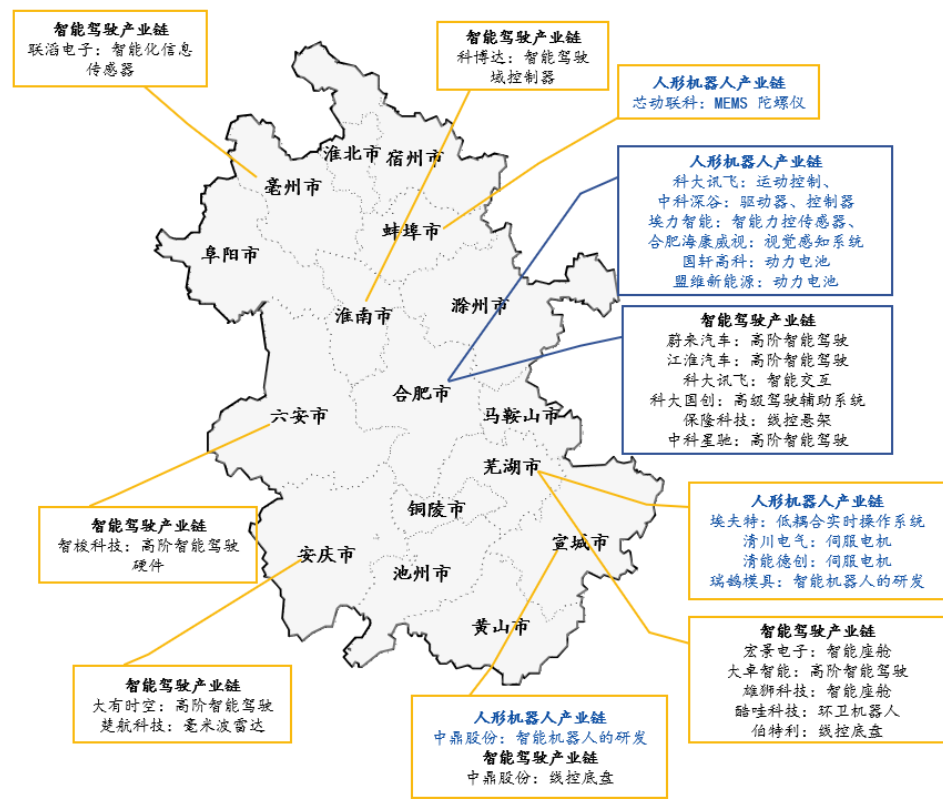 智能驾驶产业链
联滔电子：智能化信息
传感器
智能驾驶产业链
科博达：智能驾驶
域控制器
人形机器人产业链
芯动联科：MEMS 陀螺仪
人形机器人产业链
科大讯飞：运动控制、
中科深谷：驱动器、控制器
埃力智能：智能力控传感器、
合肥海康威视：视觉感知系统
国轩高科：动力电池
盟维新能源：动力电池
智能驾驶产业链
蔚来汽车：高阶智能驾驶
江淮汽车：高阶智能驾驶
科大讯飞：智能交互
科大国创：高级驾驶辅助系统
保隆科技：线控悬架
中科星驰：高阶智能驾驶
淮北市
宿州市
亳州市
蚌埠市
阜阳市
淮南市
滁州市
合肥市
六安市
马鞍山市
芜湖市
铜陵市
安庆市
宣城市
池州市
黄山市
人形机器人产业链
埃夫特：低耦合实时操作系统
清川电气：伺服电机
清能德创：伺服电机
瑞鹄模具：智能机器人的研发
智能驾驶产业链
智梭科技：高阶智能驾驶
硬件
智能驾驶产业链
宏景电子：智能座舱
大卓智能：高阶智能驾驶
雄狮科技：智能座舱
酷哇科技：环卫机器人
伯特利：线控底盘
智能驾驶产业链
大有时空：高阶智能驾驶
楚航科技：毫米波雷达
人形机器人产业链
中鼎股份：智能机器人的研发
智能驾驶产业链
中鼎股份：线控底盘